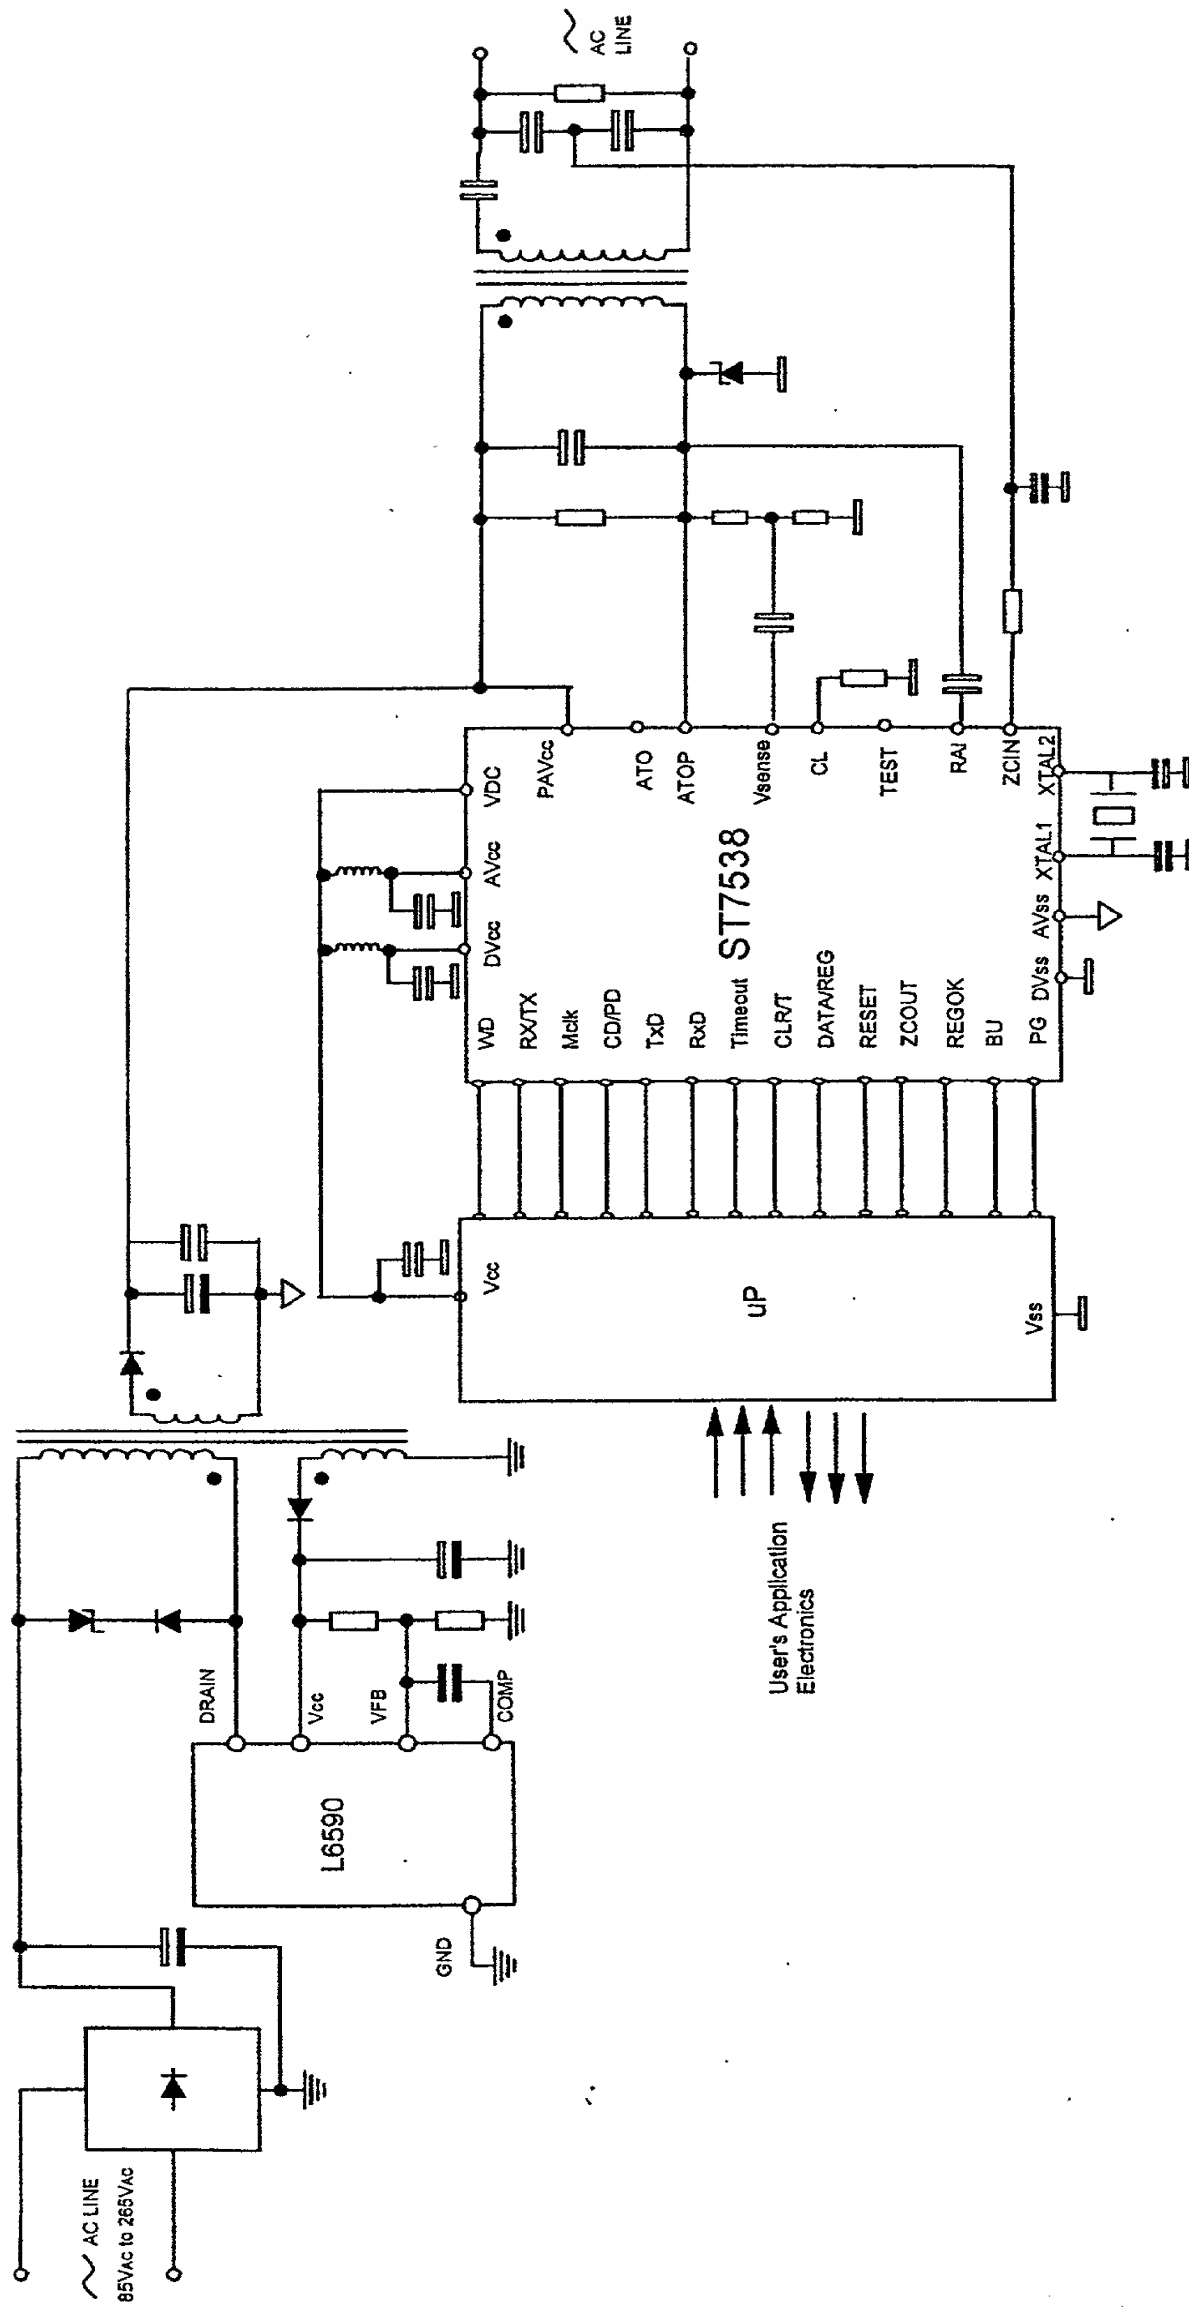 AC LINE
85VAC to 265VAC
GND
L6590
DRAIN
Vcc
VFB
COMP
User's Application
Electronics
Vcc
uP
Vss
WD
RX/TX
Mclk
CD/PD
TxD
RxD
Timeout
CLR/T
DATA/REG
RESET
ZCOUT
REGOK
BU
PG
DVcc
AVcc
VDC
ST7538
DVss
AVss
XTAL1
XTAL2
PAVcc
ATO
ATOP
Vsense
CL
TEST
RAI
ZCIN
AC
LINE